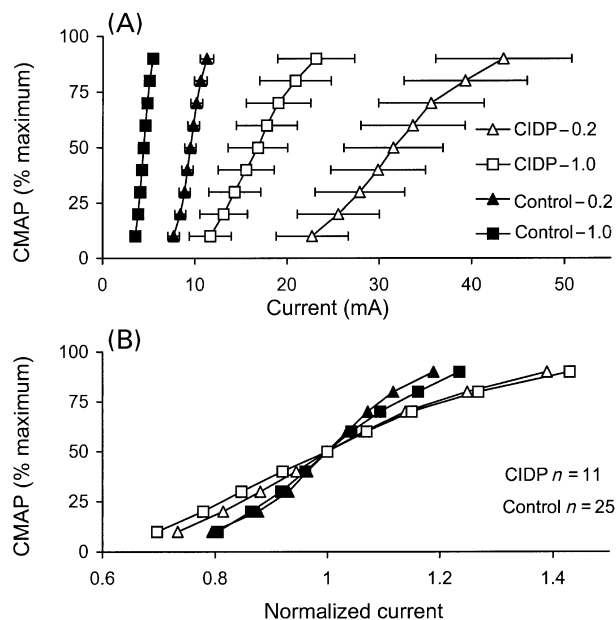 (A)
CMAP (% maximum)
100
75
50
25
0
0
10
20
30
40
50
Current (mA)
CIDP–0.2
CIDP–1.0
Control–0.2
Control–1.0
(B)
CMAP (% maximum)
100
75
50
25
0
0.6
0.8
1
1.2
1.4
Normalized current
CIDP n = 11
Control n = 25